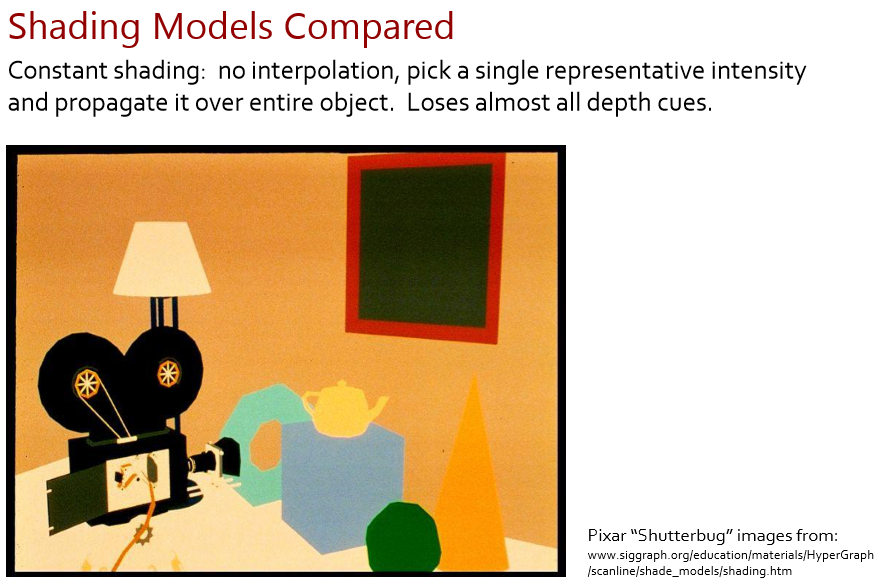 Shading Models Compared
Constant shading:  no interpolation, pick a single representative intensity
and propagate it over entire object.  Loses almost all depth cues.
Pixar “Shutterbug” images from:
www.siggraph.org/education/materials/HyperGraph
/scanline/shade_models/shading.htm